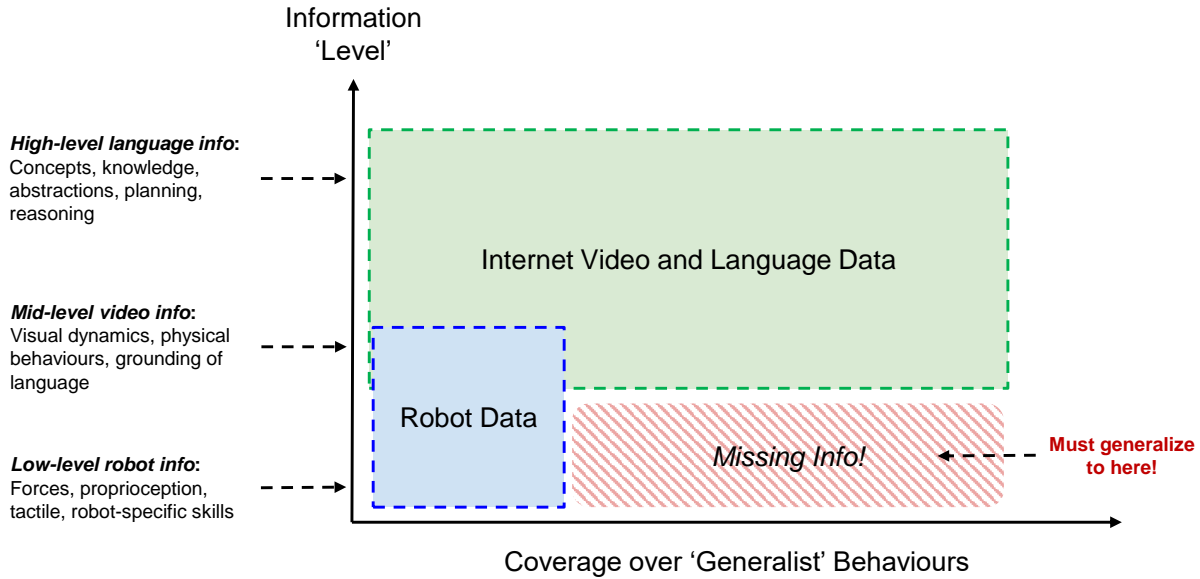 Information
‘Level’
High-level language info:
Concepts, knowledge,
abstractions, planning,
reasoning
Internet Video and Language Data
Mid-level video info:
Visual dynamics, physical
behaviours, grounding of
language
Robot Data
Missing Info!
Must generalize
to here!
Low-level robot info:
Forces, proprioception,
tactile, robot-specific skills
Coverage over ‘Generalist’ Behaviours